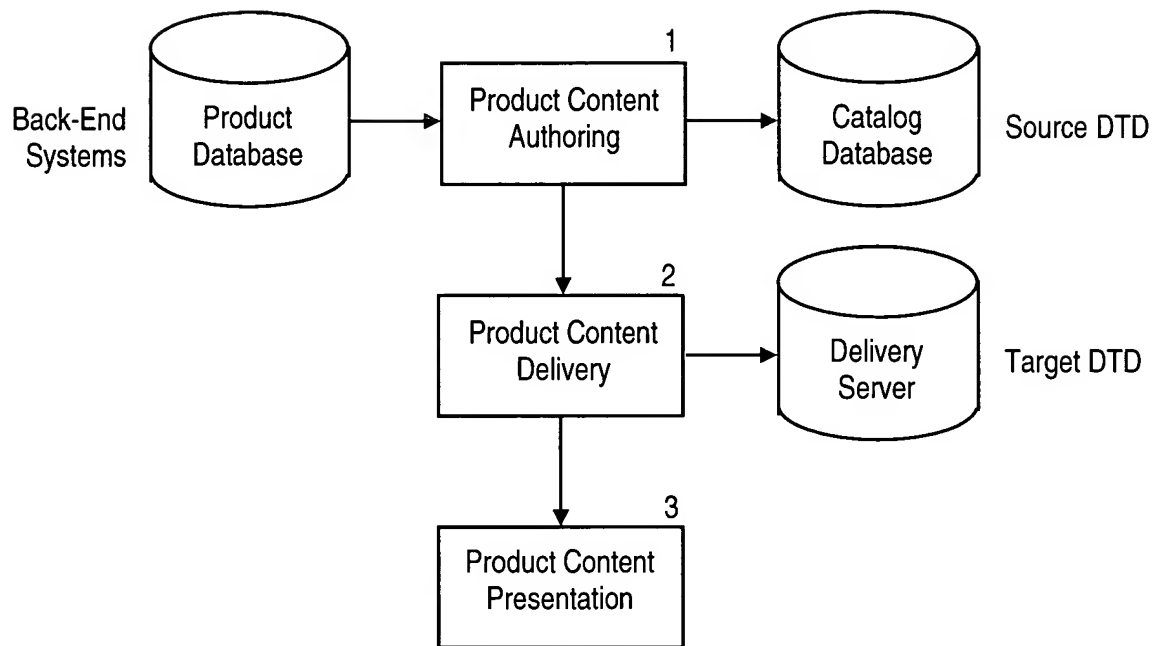 Back-End
Systems
Product
Database
1
Product Content
Authoring
Catalog
Database
Source DTD
2
Product Content
Delivery
Delivery
Server
Target DTD
3
Product Content
Presentation